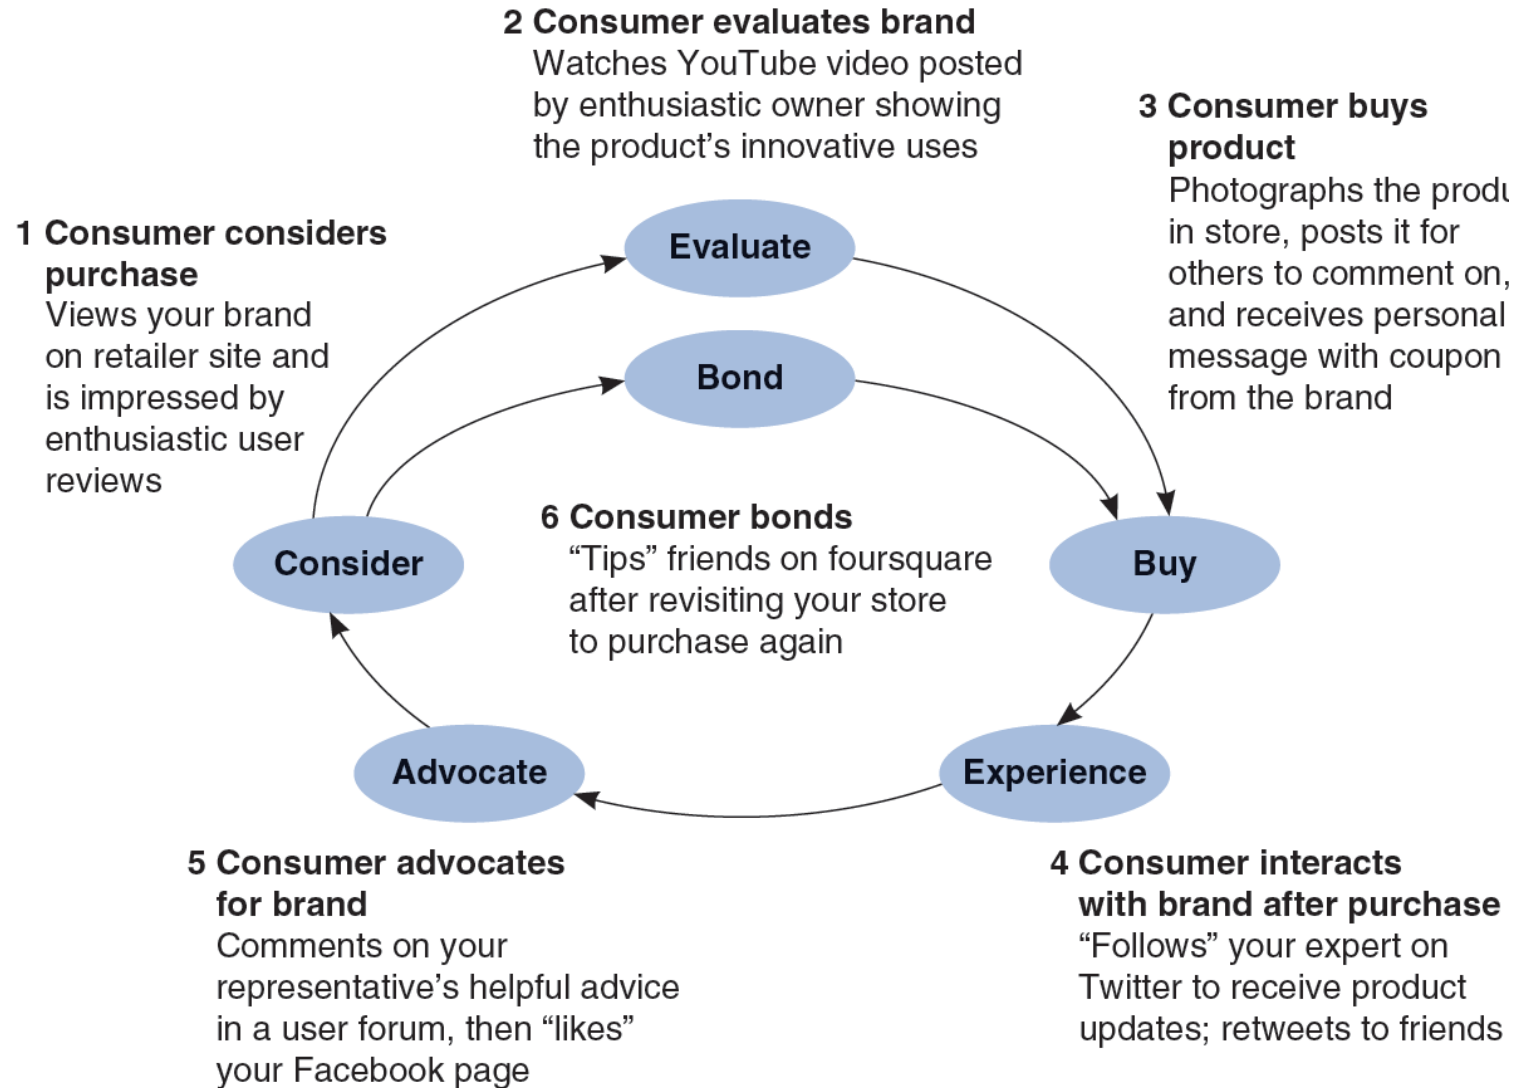 2 Consumer evaluates brand
Watches YouTube video posted
by enthusiastic owner showing
the product's innovative uses
3 Consumer buys
product
Photographs the
in store, posts it for
others to comment on,
and receives personal
message with coupon
from the brand
1 Consumer considers
purchase
Views your brand
on retailer site and
is impressed by
enthusiastic user
reviews
Evaluate
Bond
Consider
6 Consumer bonds
“Tips” friends on foursquare
after revisiting your store
to purchase again
Buy
Advocate
Experience
5 Consumer advocates
for brand
Comments on your
representative's helpful advice
in a user forum, then “likes”
your Facebook page
4 Consumer interacts
with brand after purchase
“Follows” your expert on
Twitter to receive product
updates; retweets to friends